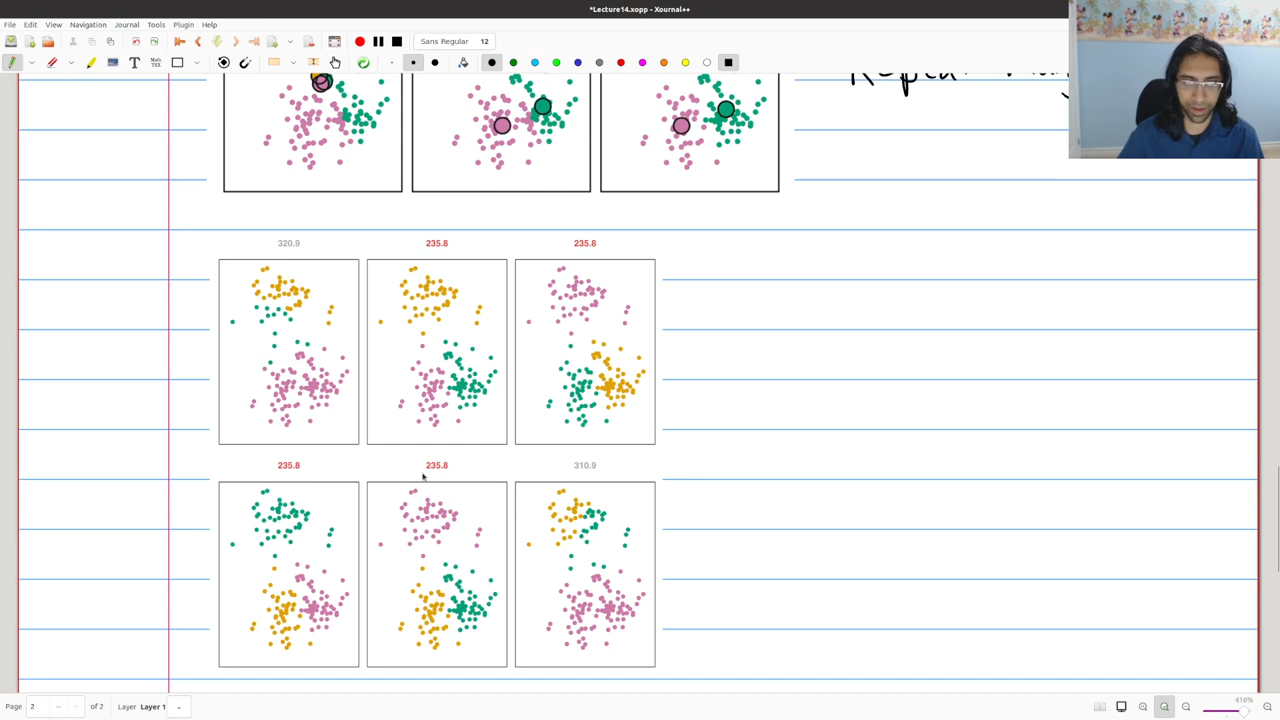 *Lecture14.xopp - Xournal++
File Edit View Navigation Journal Tools Plugin Help
Sans Regular 12
320.9 235.8 235.8
235.8 235.8 310.9
Page 2 of 2 Layer Layer 1
416%